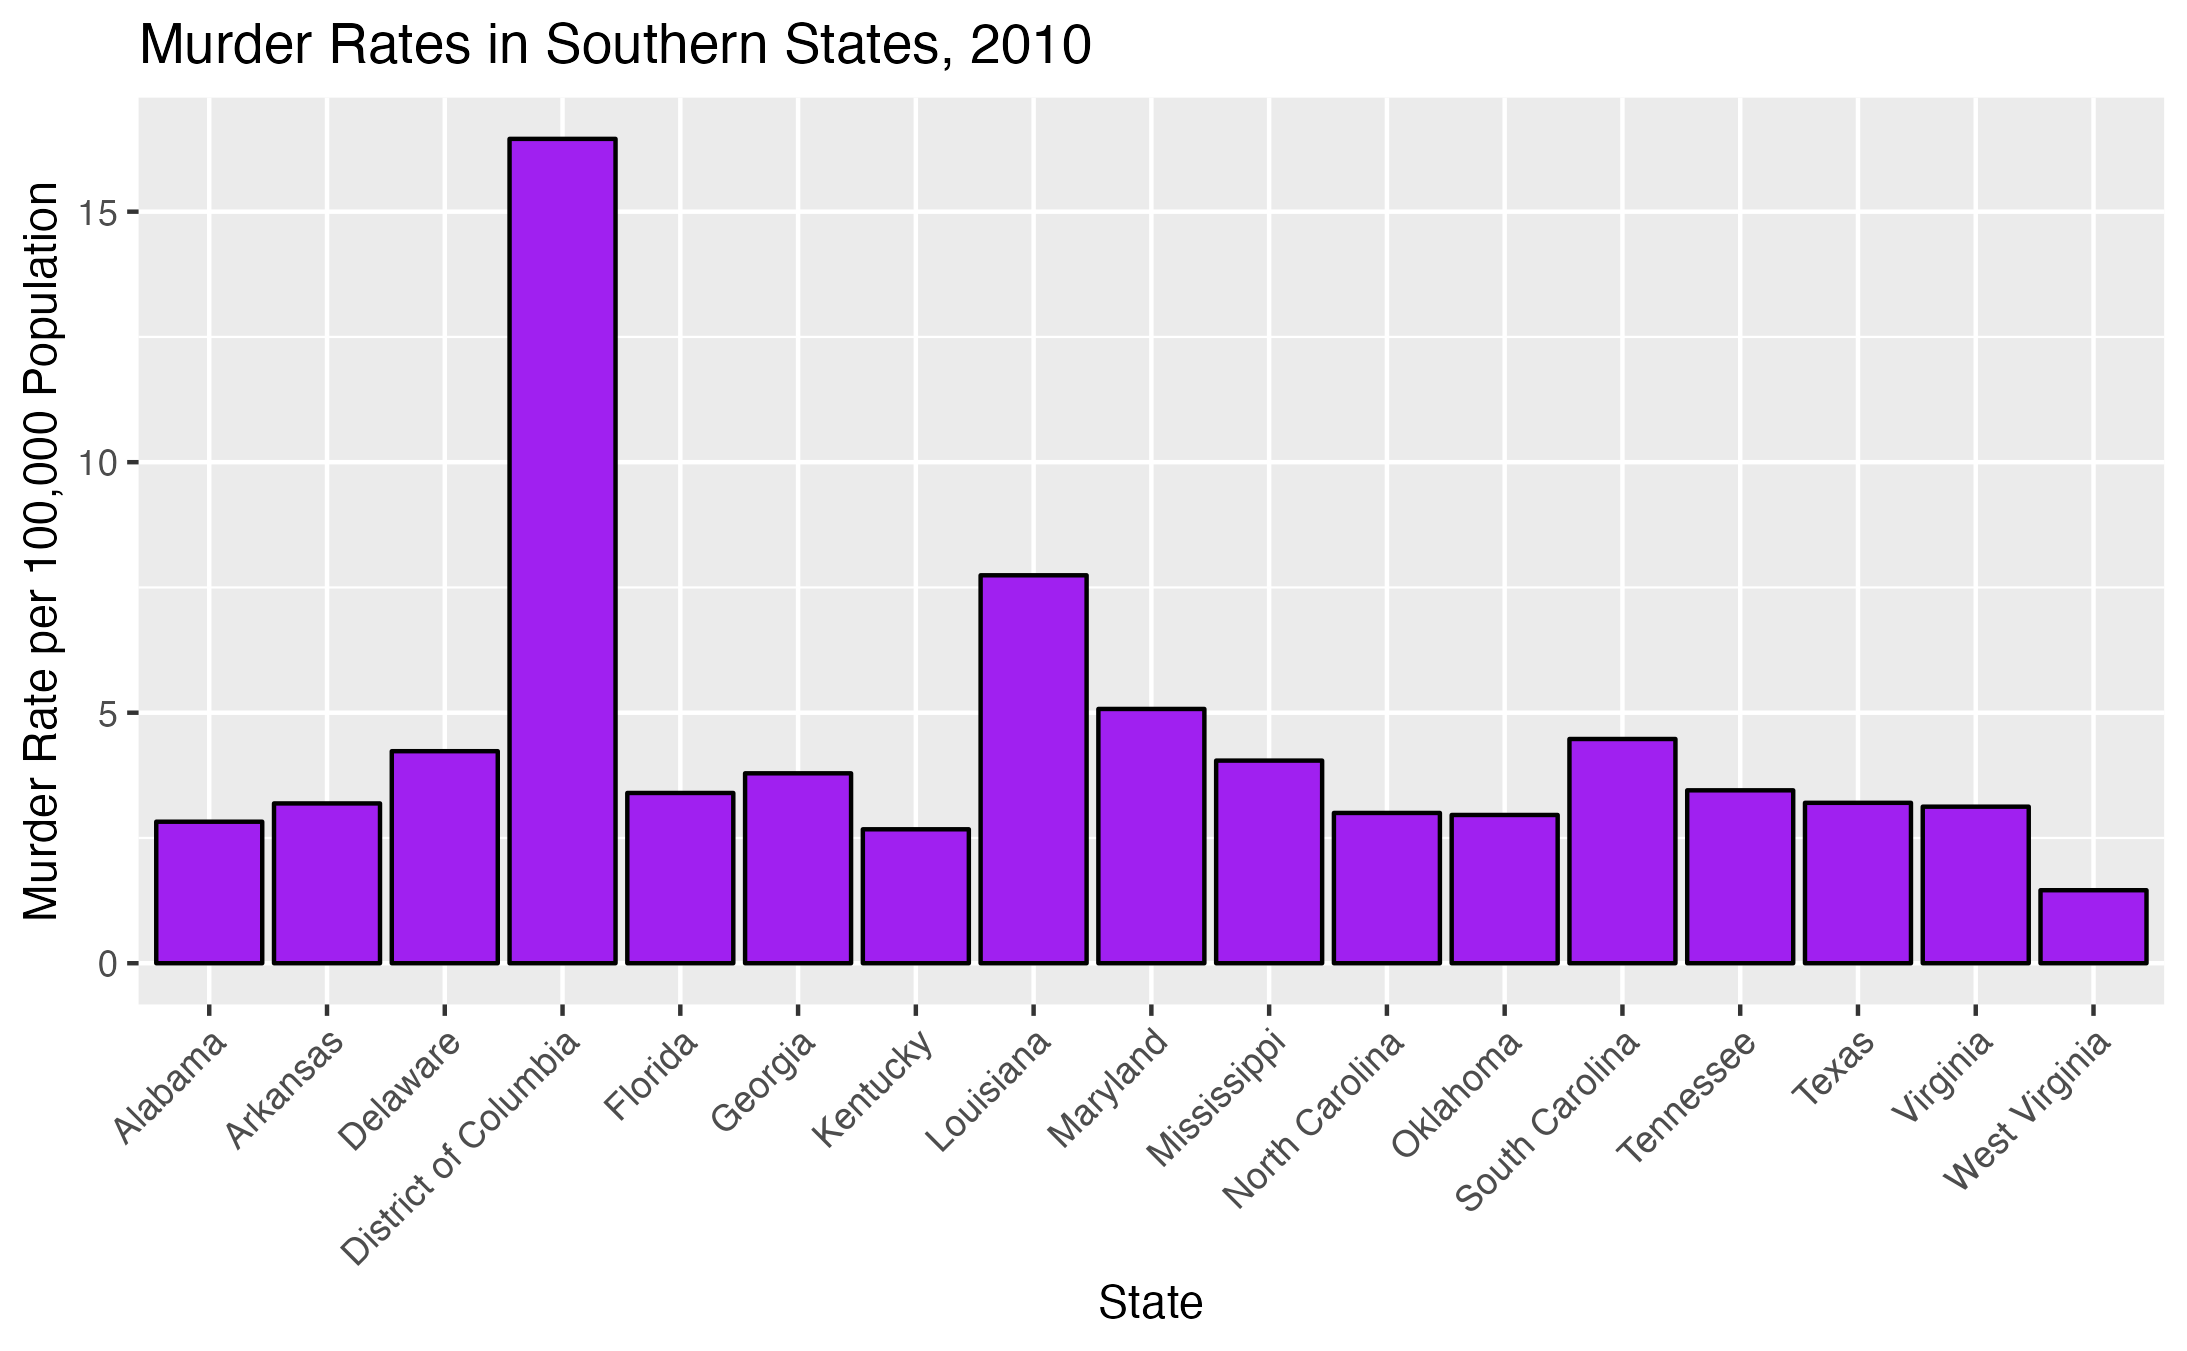 Murder Rates in Southern States, 2010
Murder Rate per 100,000 Population
15
10
5
0
Alabama
Arkansas
Delaware
District of Columbia
Florida
Georgia
Kentucky
Louisiana
Maryland
Mississippi
North Carolina
Oklahoma
South Carolina
Tennessee
Texas
Virginia
West Virginia
State